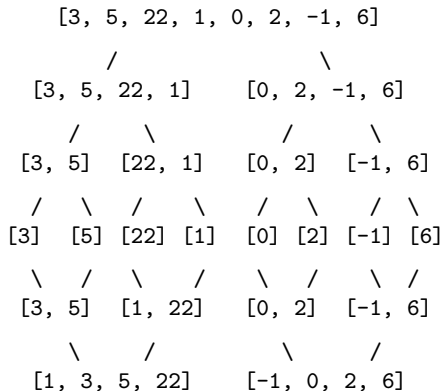 [3, 5, 22, 1, 0, 2, -1, 6]
/ \
[3, 5, 22, 1] [0, 2, -1, 6]
/ \ / \
[3, 5] [22, 1] [0, 2] [-1, 6]
/ \ / \ / \ / \
[3] [5] [22] [1] [0] [2] [-1] [6]
\ / \ / \ / \ /
[3, 5] [1, 22] [0, 2] [-1, 6]
\ / \ /
[1, 3, 5, 22] [-1, 0, 2, 6]